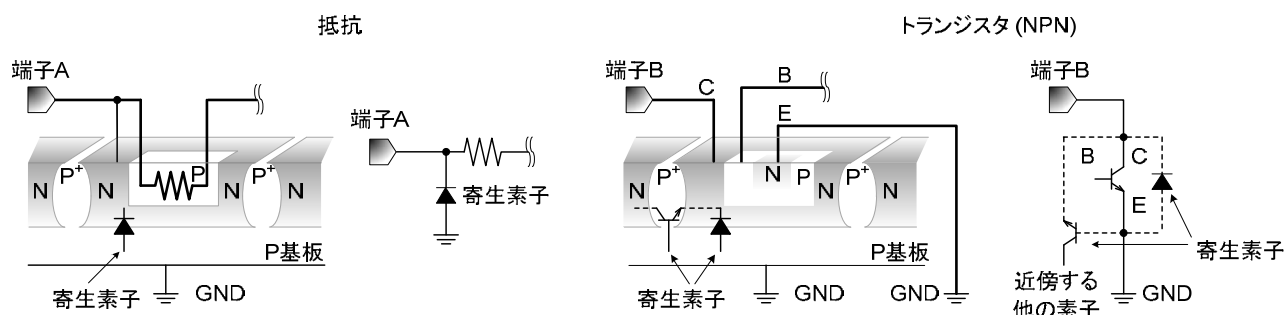 抵抗
トランジスタ (NPN)
端子A
端子A
端子B
C
B
E
端子B
N
P+
N
P
N
P+
N
寄生素子
N
P+
N
P
N
P+
N
B
C
E
P基板
P基板
寄生素子
寄生素子
GND
寄生素子
GND
GND
近傍する
他の素子
GND